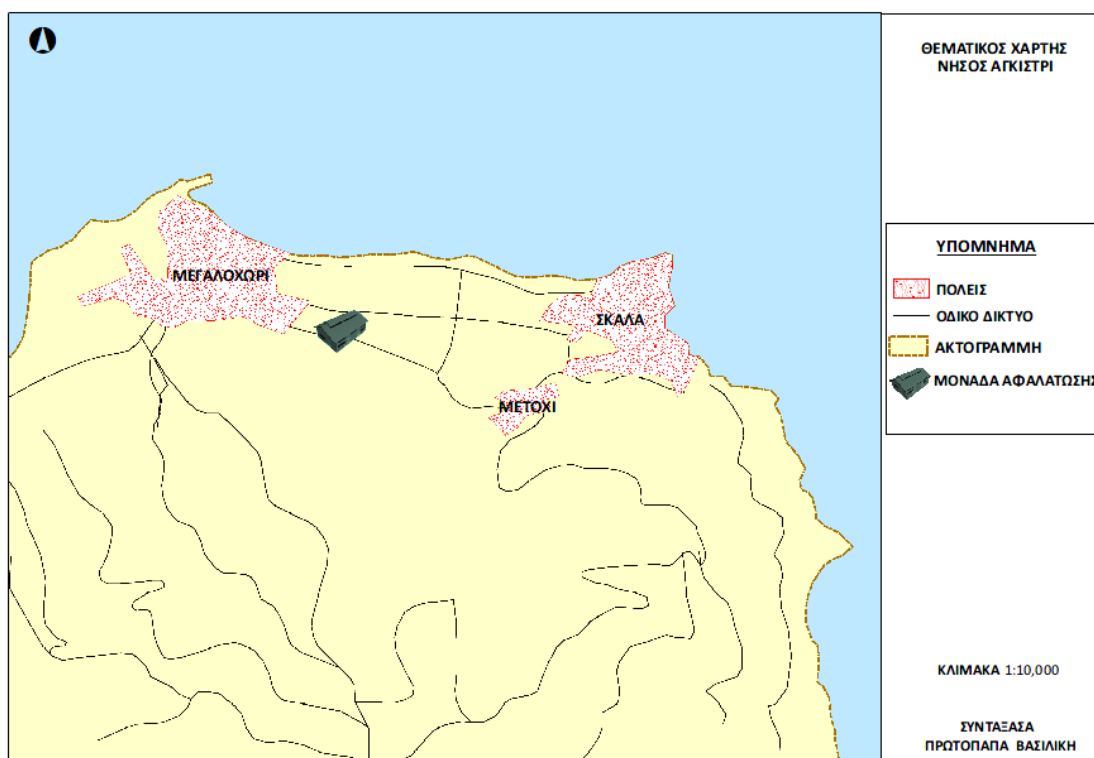 ΘΕΜΑΤΙΚΟΣ ΧΑΡΤΗΣ
ΝΗΣΟΣ ΑΓΚΙΣΤΡΙ
ΜΕΓΑΛΟΧΩΡΙ
ΣΚΑΛΑ
ΜΕΤΟΧΙ
ΥΠΟΜΝΗΜΑ
ΠΟΛΕΙΣ
ΟΔΙΚΟ ΔΙΚΤΥΟ
ΑΚΤΟΓΡΑΜΜΗ
ΜΟΝΑΔΑ ΑΦΑΛΑΤΩΣΗΣ
ΚΛΙΜΑΚΑ 1:10,000
ΣΥΝΤΑΞΑΣΑ
ΠΡΩΤΟΠΑΠΑ ΒΑΣΙΛΙΚΗ